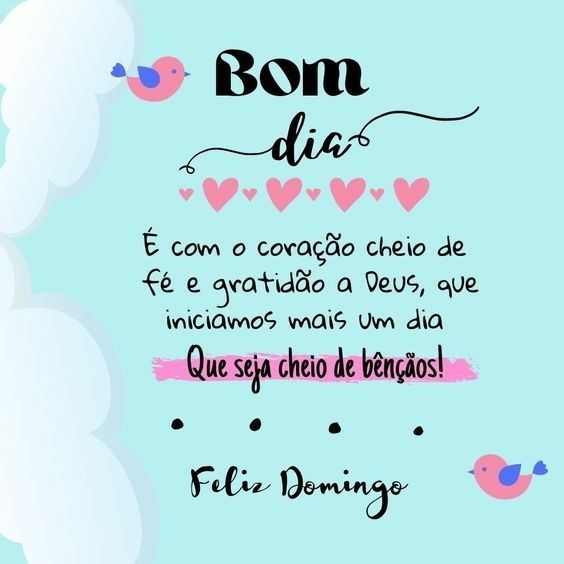 Bom
dia
É com o coração cheio de
fé e gratidão a Deus, que
iniciamos mais um dia
Que seja cheio de bênçãos!
Feliz Domingo